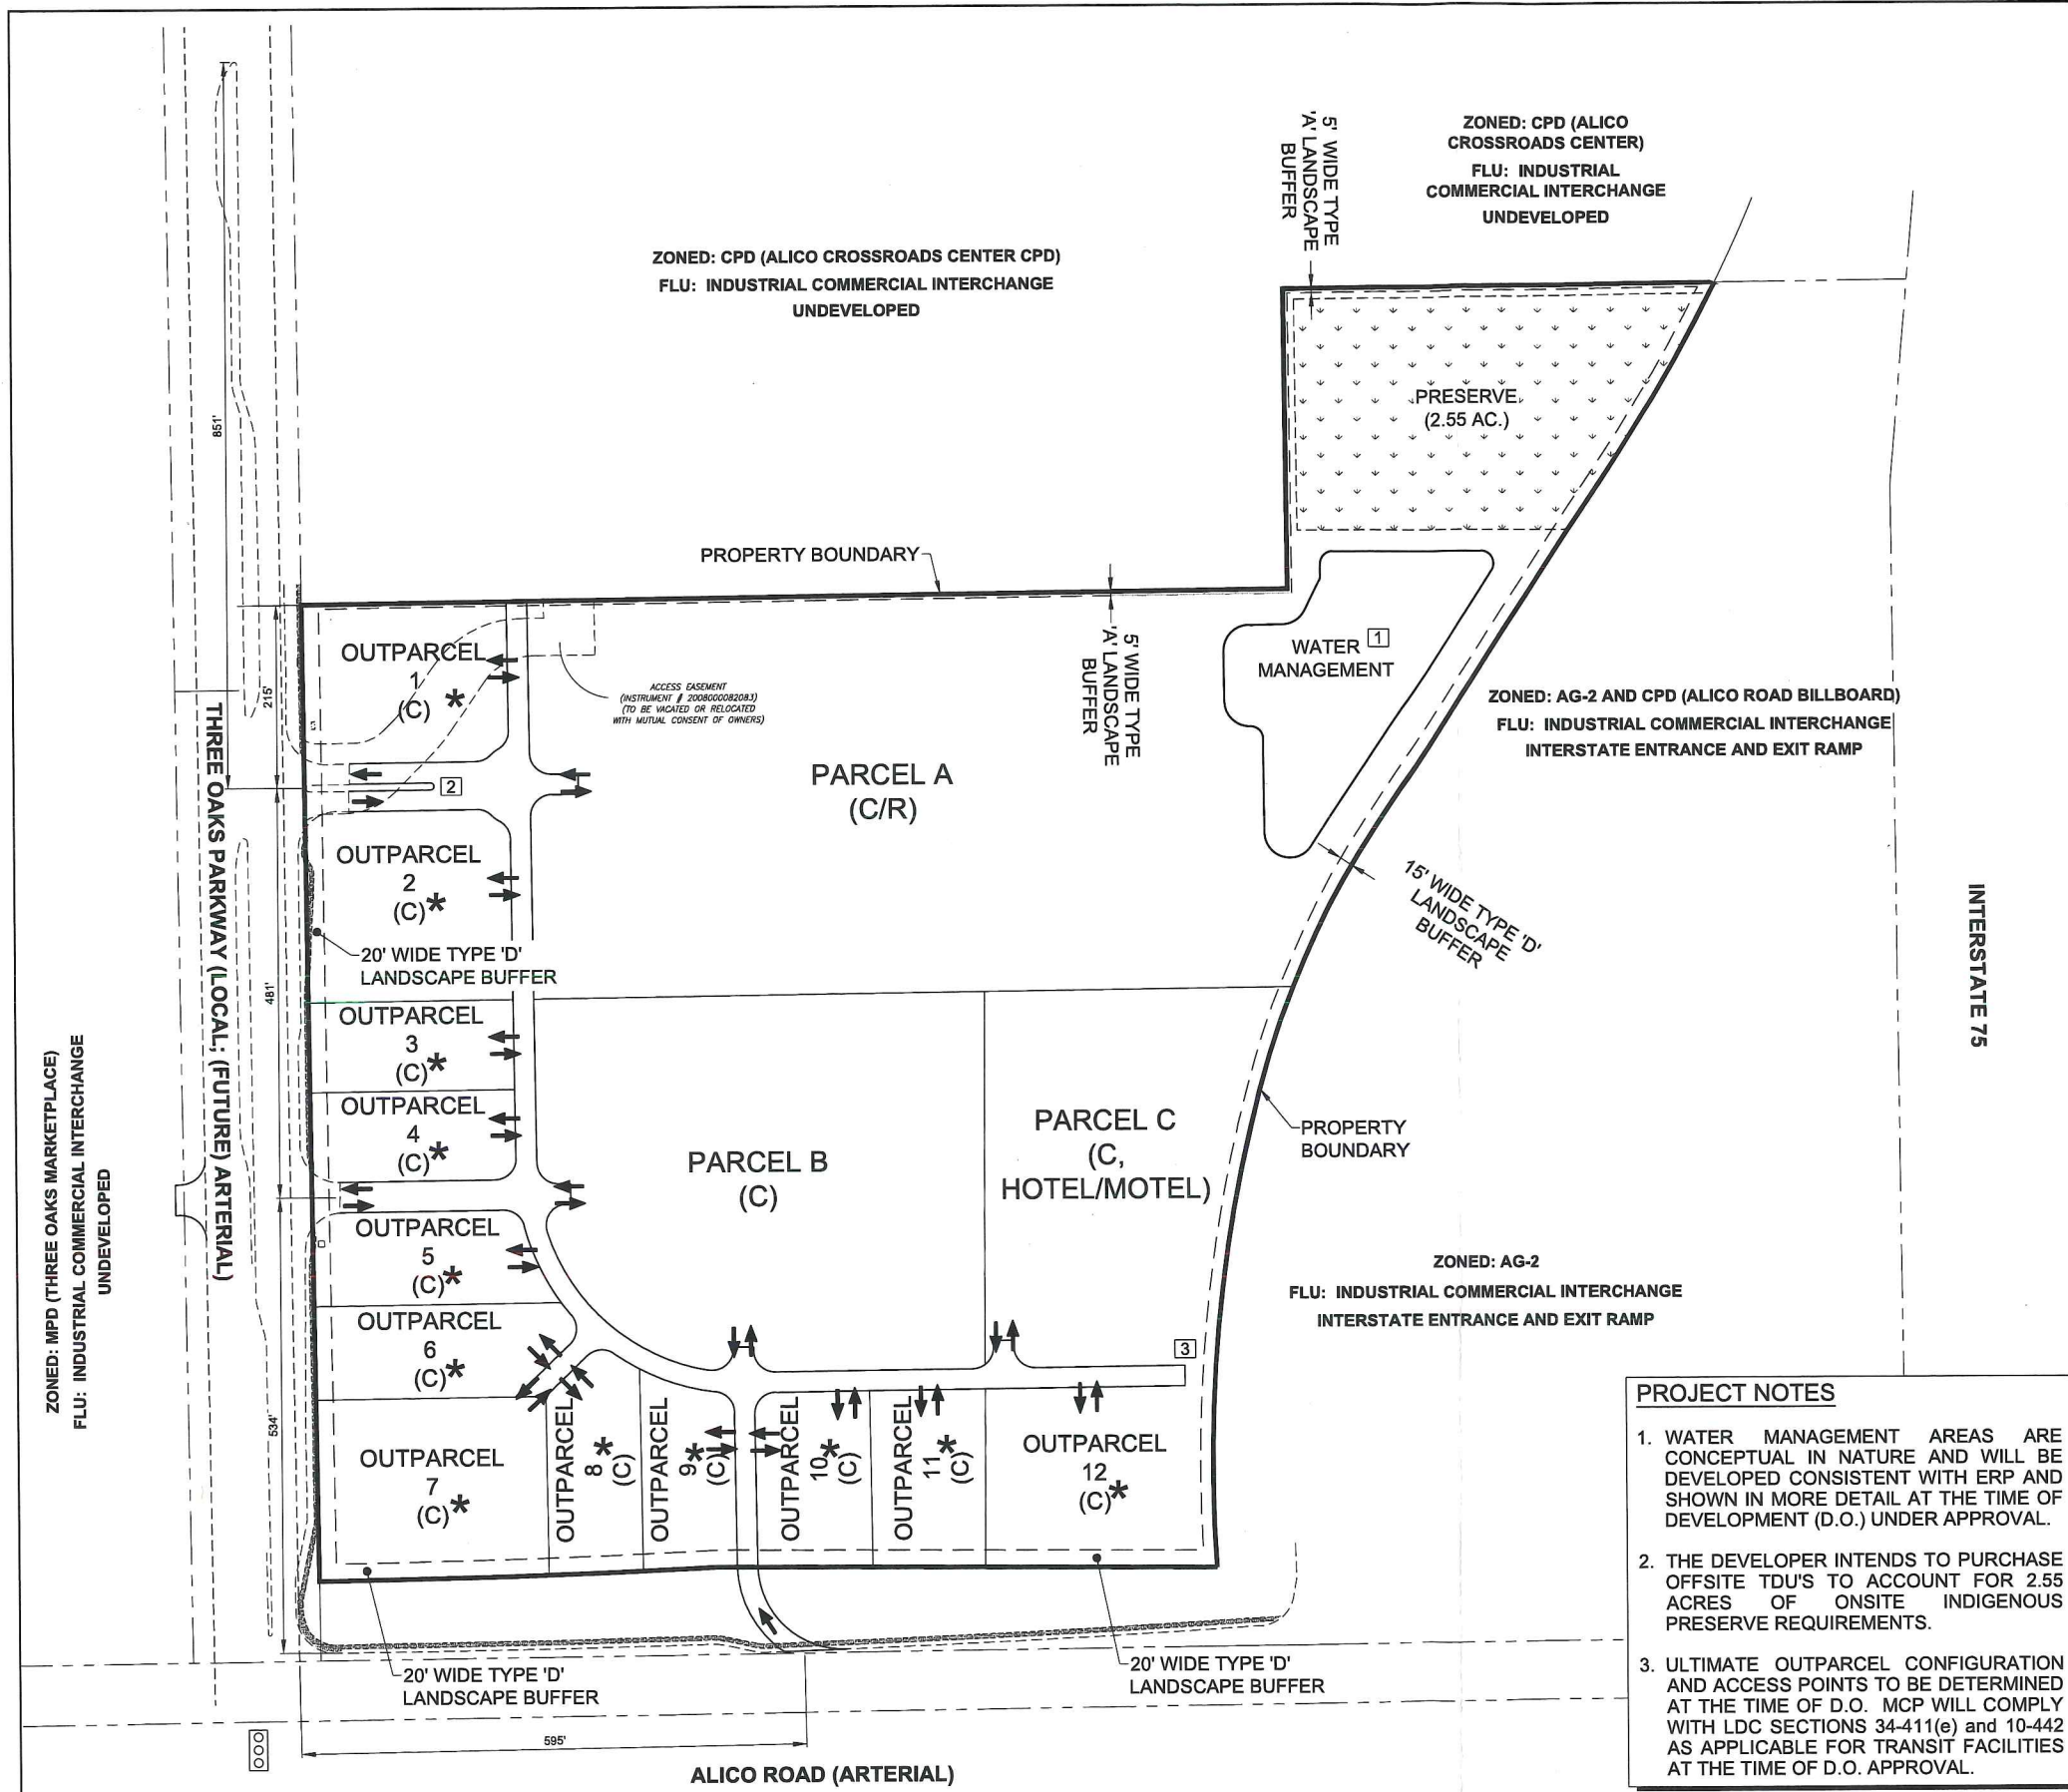 ZONED: CPD (ALICO
CROSSROADS CENTER)
FLU: INDUSTRIAL
COMMERCIAL INTERCHANGE
UNDEVELOPED
5' WIDE TYPE
'A' LANDSCAPE
BUFFER
ZONED: CPD (ALICO CROSSROADS CENTER CPD)
FLU: INDUSTRIAL COMMERCIAL INTERCHANGE
UNDEVELOPED
851'
PRESERVE
(2.55 AC.)
PROPERTY BOUNDARY
WATER 1
MANAGEMENT
5' WIDE TYPE
'A' LANDSCAPE
BUFFER
OUTPARCEL
1
(C) *
215'
ACCESS EASEMENT
(INSTRUMENT # 2008000082083)
(TO BE VACATED OR RELOCATED
WITH MUTUAL CONSENT OF OWNERS)
ZONED: AG-2 AND CPD (ALICO ROAD BILLBOARD)
FLU: INDUSTRIAL COMMERCIAL INTERCHANGE
INTERSTATE ENTRANCE AND EXIT RAMP
PARCEL A
(C/R)
2
OUTPARCEL
2
(C)*
15' WIDE TYPE 'D'
LANDSCAPE
BUFFER
20' WIDE TYPE 'D'
LANDSCAPE BUFFER
INTERSTATE 75
THREE OAKS PARKWAY (LOCAL; (FUTURE) ARTERIAL)
481'
ZONED: MPD (THREE OAKS MARKETPLACE)
FLU: INDUSTRIAL COMMERCIAL INTERCHANGE
UNDEVELOPED
OUTPARCEL
3
(C)*
OUTPARCEL
4
(C)*
PARCEL B
(C)
PARCEL C
(C,
HOTEL/MOTEL)
PROPERTY
BOUNDARY
OUTPARCEL
5
(C)*
ZONED: AG-2
FLU: INDUSTRIAL COMMERCIAL INTERCHANGE
INTERSTATE ENTRANCE AND EXIT RAMP
OUTPARCEL
6
(C)*
3
534'
OUTPARCEL
7
(C)*
OUTPARCEL
8*
(C)
OUTPARCEL
9*
(C)
OUTPARCEL
10*
(C)
OUTPARCEL
11*
(C)
OUTPARCEL
12
(C)*
20' WIDE TYPE 'D'
LANDSCAPE BUFFER
20' WIDE TYPE 'D'
LANDSCAPE BUFFER
595'
ALICO ROAD (ARTERIAL)
PROJECT NOTES
1. WATER MANAGEMENT AREAS ARE
CONCEPTUAL IN NATURE AND WILL BE
DEVELOPED CONSISTENT WITH ERP AND
SHOWN IN MORE DETAIL AT THE TIME OF
DEVELOPMENT (D.O.) UNDER APPROVAL.
2. THE DEVELOPER INTENDS TO PURCHASE
OFFSITE TDU'S TO ACCOUNT FOR 2.55
ACRES OF ONSITE INDIGENOUS
PRESERVE REQUIREMENTS.
3. ULTIMATE OUTPARCEL CONFIGURATION
AND ACCESS POINTS TO BE DETERMINED
AT THE TIME OF D.O. MCP WILL COMPLY
WITH LDC SECTIONS 34-411(e) and 10-442
AS APPLICABLE FOR TRANSIT FACILITIES
AT THE TIME OF D.O. APPROVAL.